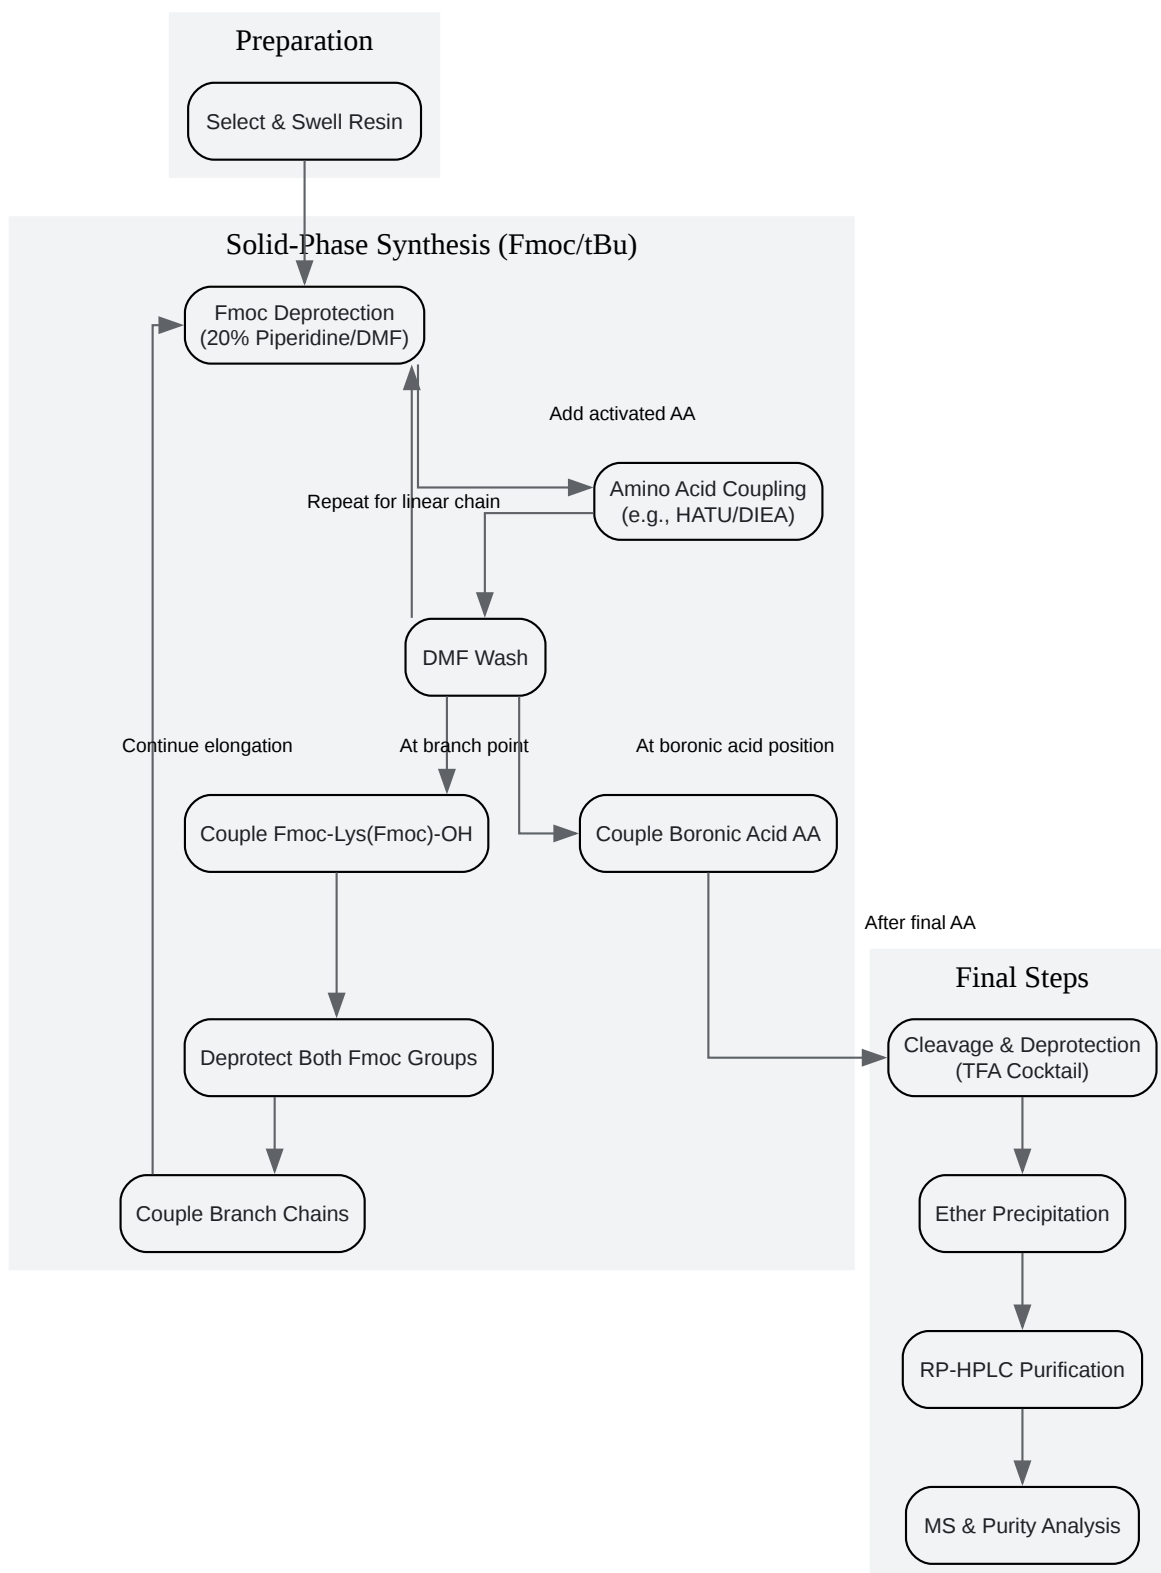 Preparation
Select & Swell Resin
Solid-Phase Synthesis (Fmoc/tBu)
Fmoc Deprotection
(20% Piperidine/DMF)
Add activated AA
Amino Acid Coupling
(e.g., HATU/DIEA)
Repeat for linear chain
DMF Wash
Continue elongation
At branch point
At boronic acid position
Couple Fmoc-Lys(Fmoc)-OH
Couple Boronic Acid AA
After final AA
Final Steps
Deprotect Both Fmoc Groups
Cleavage & Deprotection
(TFA Cocktail)
Couple Branch Chains
Ether Precipitation
RP-HPLC Purification
MS & Purity Analysis